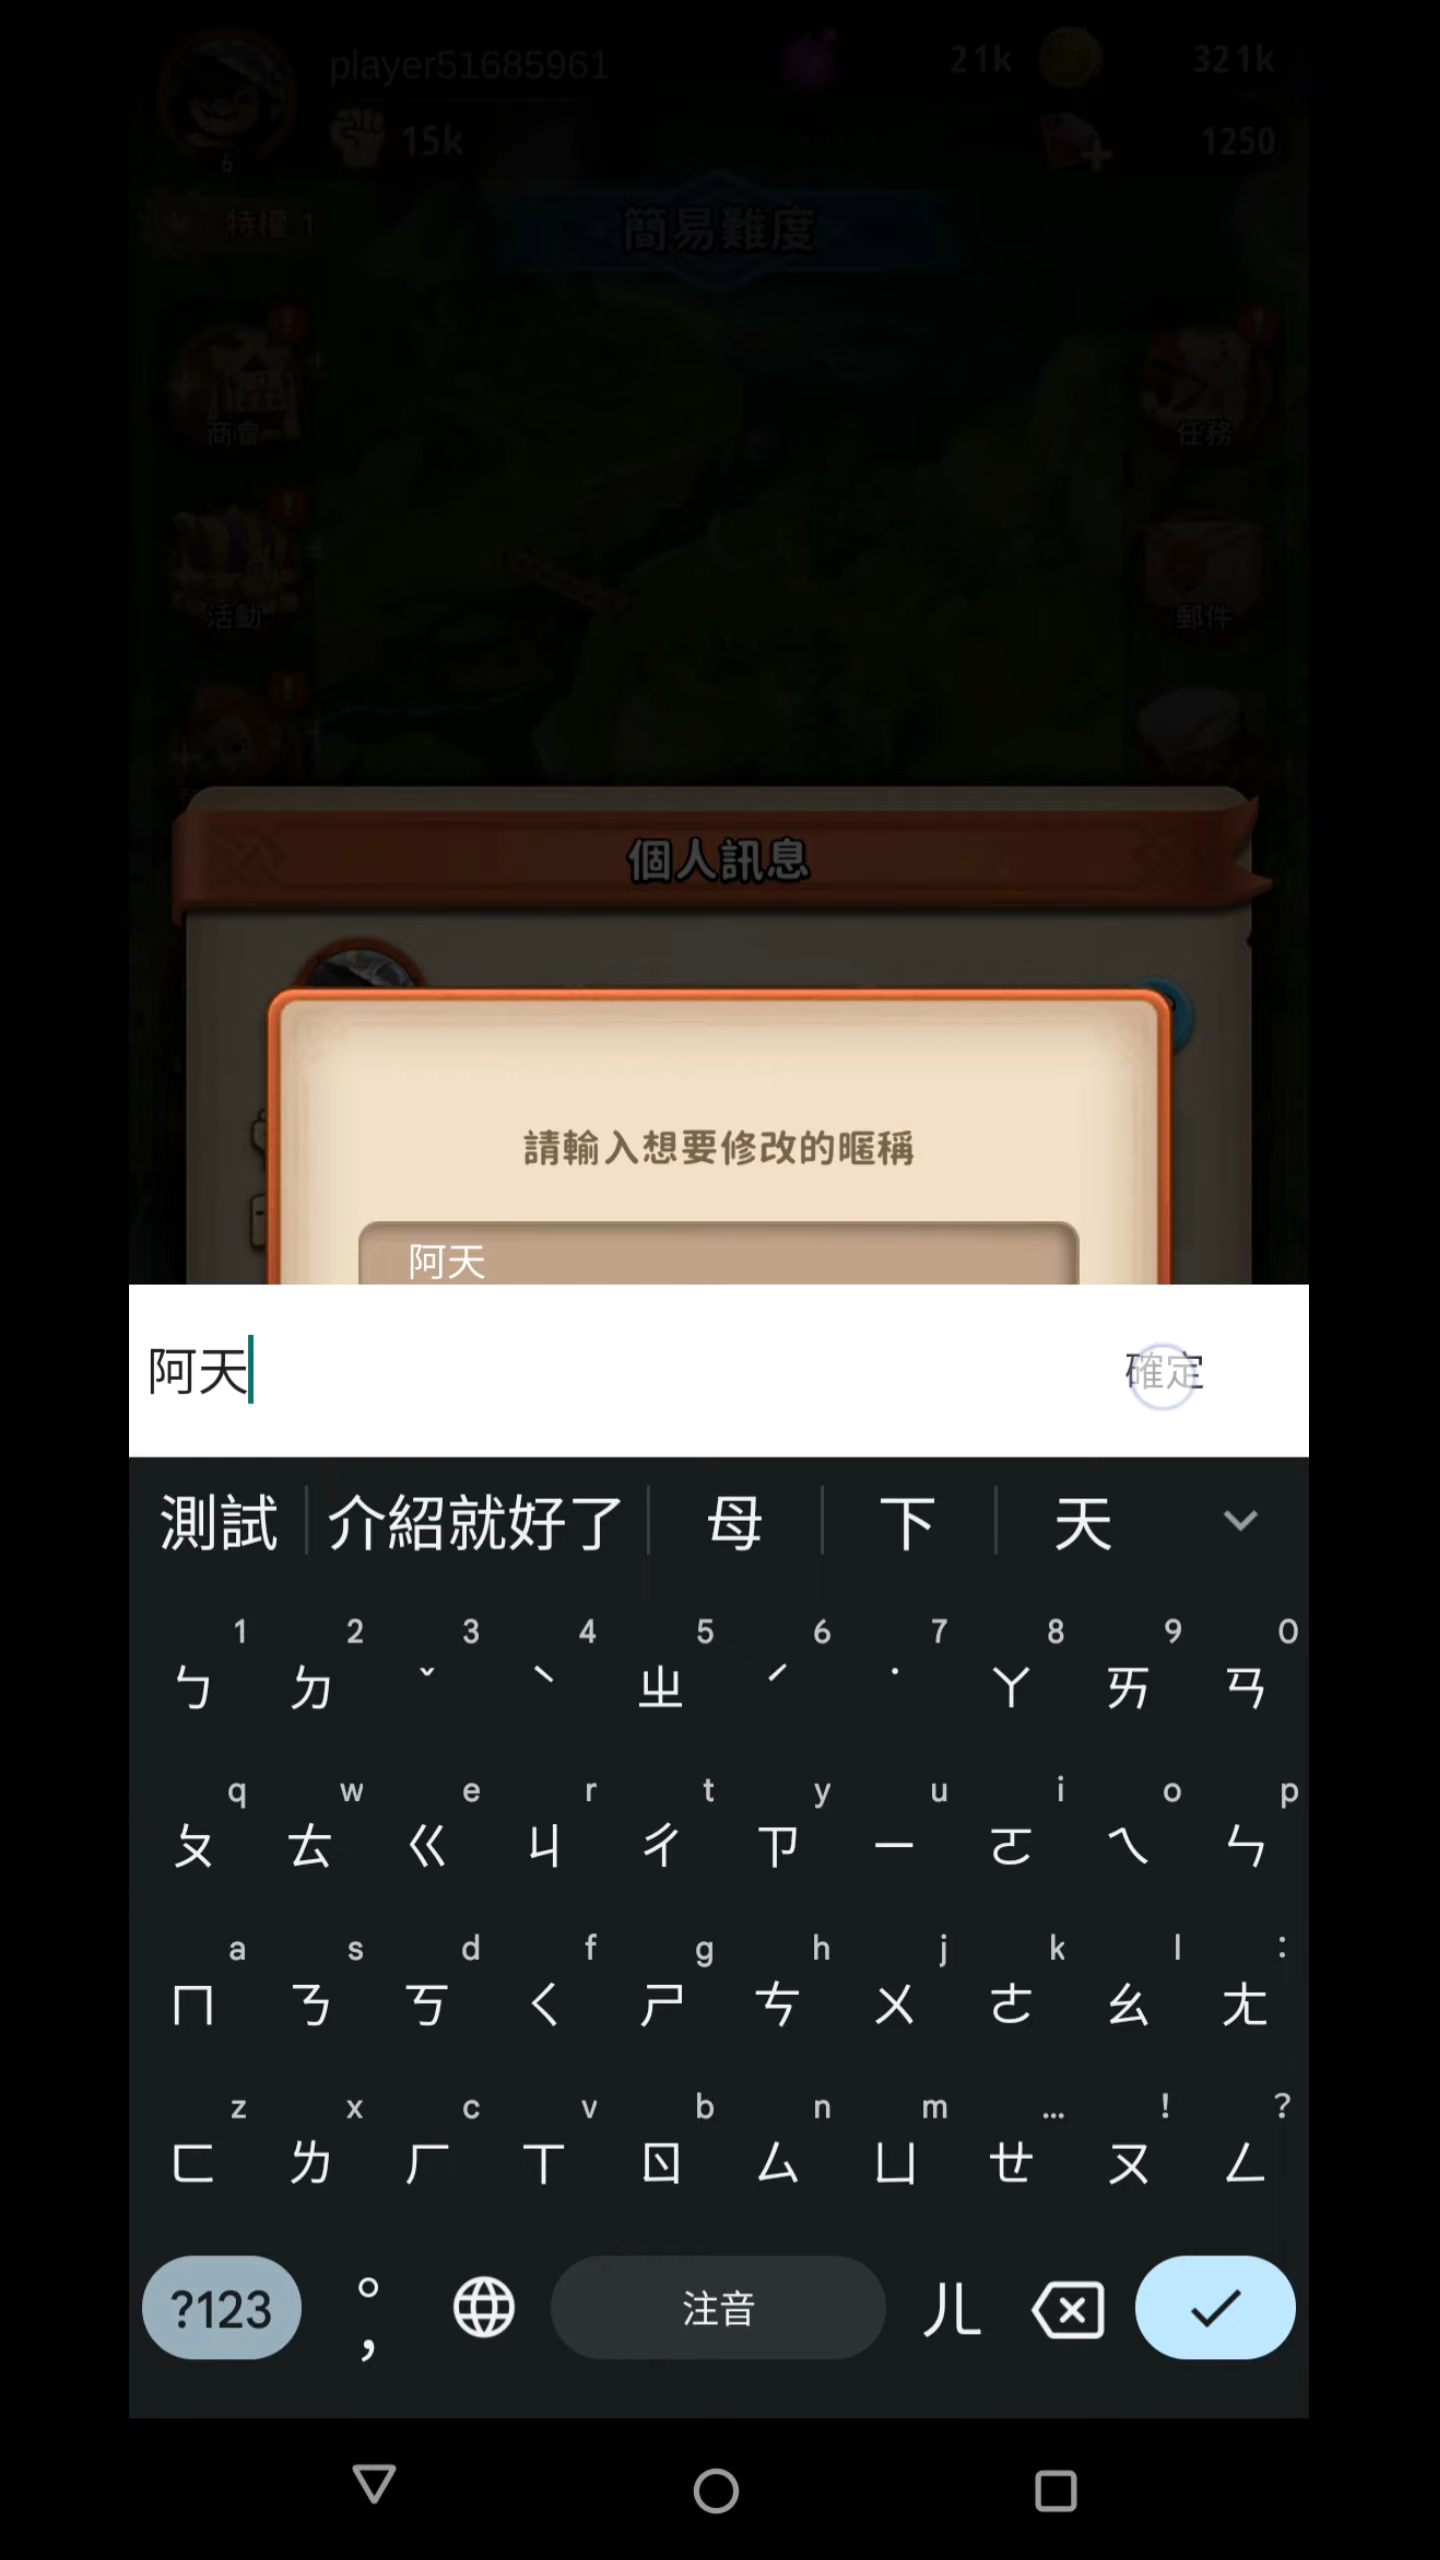 player51685961
21k
321k
6
15k
1250
特權 1
簡易難度
商會
任務
活動
郵件
個人訊息
請輸入想要修改的暱稱
阿天
阿天
確定
測試 介紹就好了 母 下 天
1 2 3 4 5 6 7 8 9 0
ㄅ ㄉ ˇ ˋ ㄓ ˊ ˙ ㄚ ㄞ ㄢ
q w e r t y u i o p
ㄆ ㄊ ㄍ ㄐ ㄔ ㄗ ㄧ ㄛ ㄟ ㄣ
a s d f g h j k l :
ㄇ ㄋ ㄎ ㄑ ㄕ ㄘ ㄨ ㄜ ㄠ ㄤ
z x c v b n m … ! ?
ㄈ ㄌ ㄏ ㄒ ㄖ ㄙ ㄩ ㄝ ㄡ ㄥ
?123 。 , 注音 ㄦ